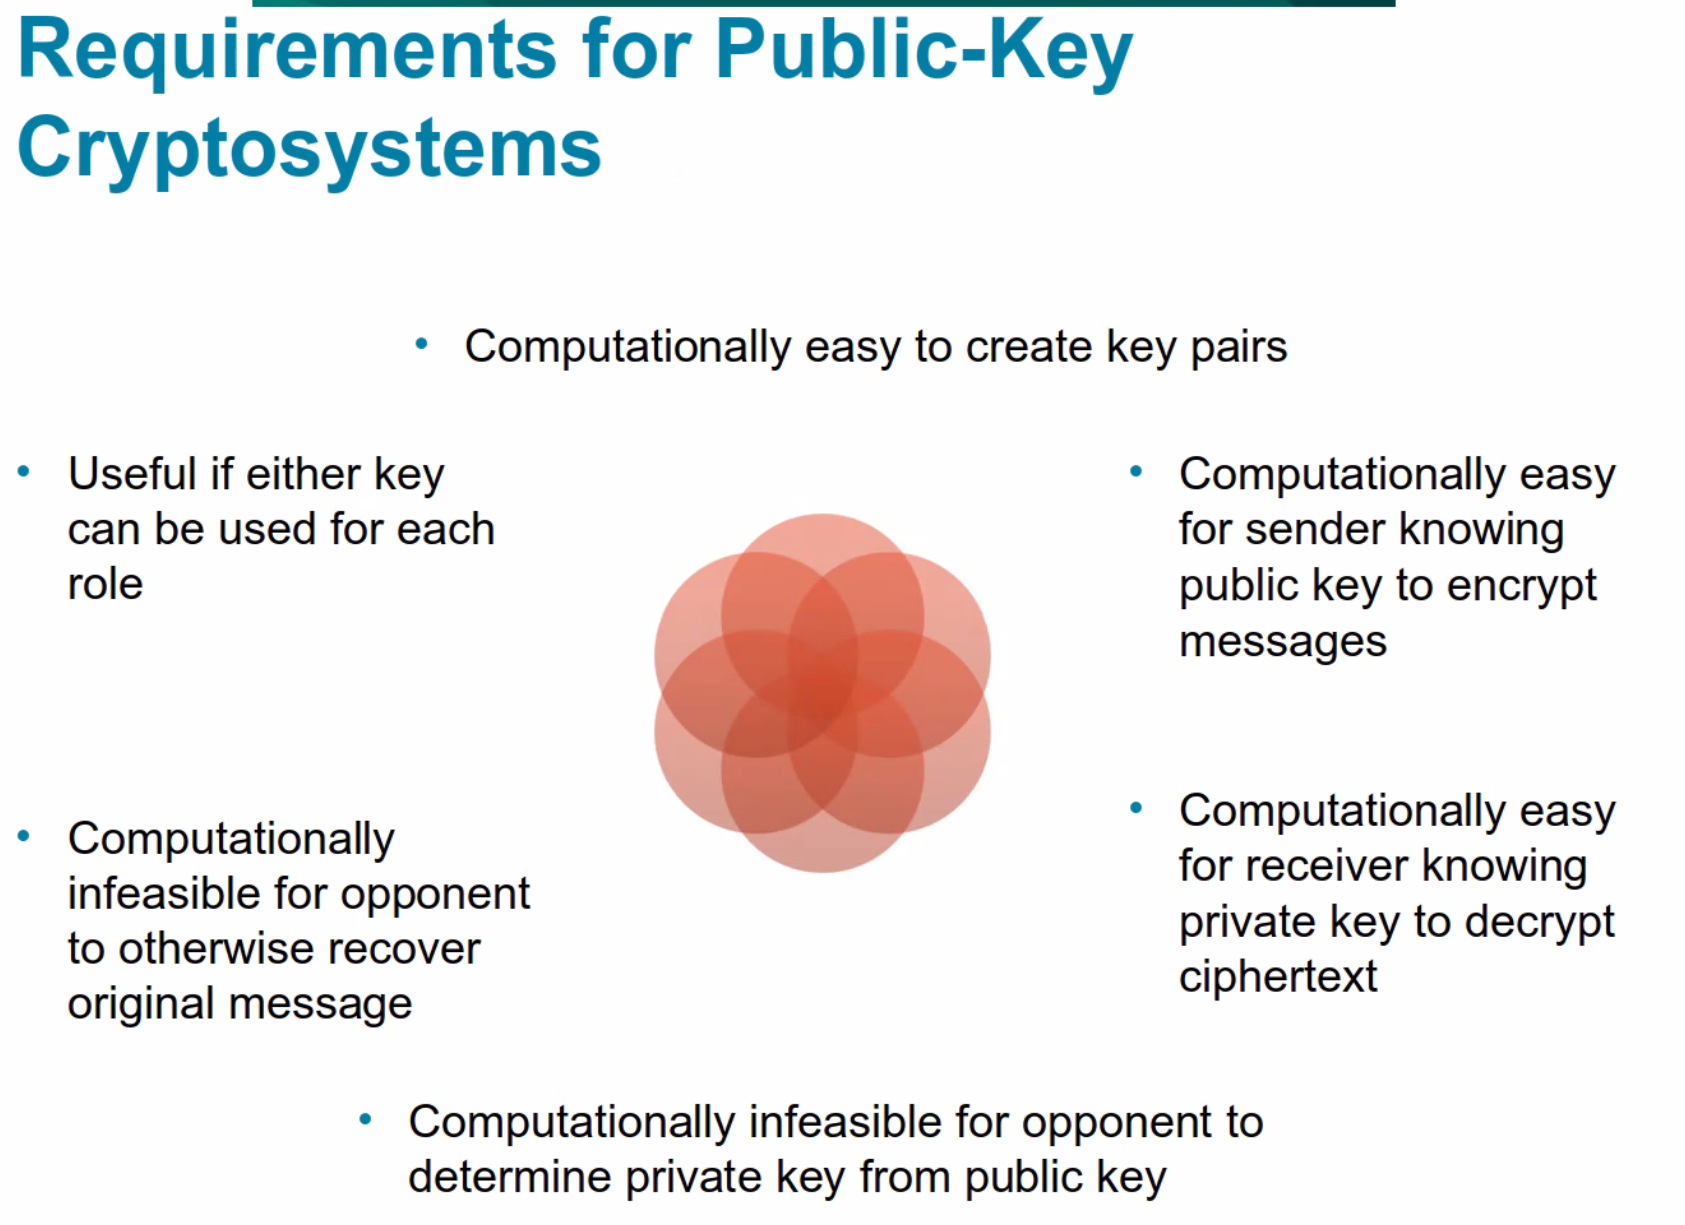 Requirements for Public-Key
Cryptosystems
• Computationally easy to create key pairs
• Useful if either key
can be used for each
role
• Computationally easy
for sender knowing
public key to encrypt
messages
• Computationally
infeasible for opponent
to otherwise recover
original message
• Computationally easy
for receiver knowing
private key to decrypt
ciphertext
• Computationally infeasible for opponent to
determine private key from public key